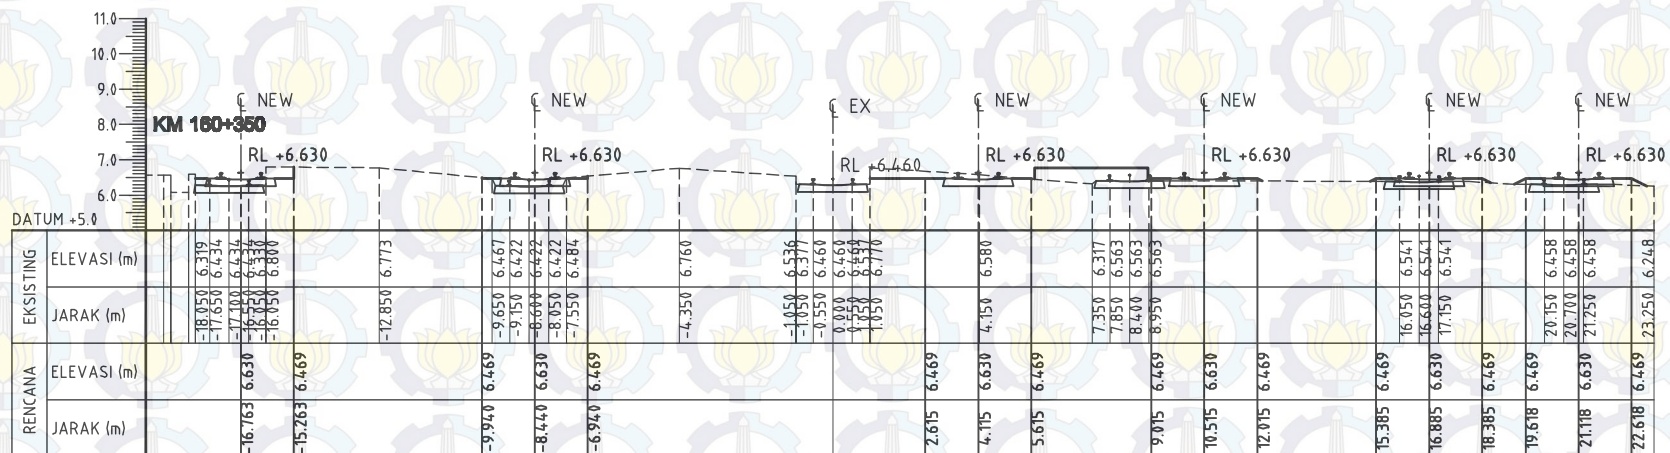 11.0
10.0
9.0
8.0
7.0
6.0
DATUM +5.0
KM 160+350
℄ NEW
RL +6.630
℄ NEW
RL +6.630
℄ EX
RL +6.460
℄ NEW
RL +6.630
℄ NEW
RL +6.630
℄ NEW
RL +6.630
℄ NEW
RL +6.630
EKSISTING
ELEVASI (m)
6.319 6.434 6.434 6.330 6.800 6.773 6.467 6.422 6.422 6.422 6.484 6.760 6.536 6.377 6.460 6.460 6.770 6.580 6.317 6.563 6.563 6.563 6.541 6.541 6.541 6.458 6.458 6.458 6.248
JARAK (m)
-18.050 -17.650 -17.100 -16.550 -16.050 -12.850 -9.650 -9.150 -8.600 -8.050 -7.550 -4.350 -1.050 -0.550 0.000 1.050 4.150 7.350 7.850 8.400 8.950 16.050 16.600 17.150 20.150 20.700 21.250 23.250
RENCANA
ELEVASI (m)
6.630 6.469 6.469 6.630 6.469 6.469 6.630 6.469 6.469 6.630 6.469 6.469 6.630 6.469 6.469 6.630 6.469
JARAK (m)
-16.763 -15.263 -9.940 -8.440 -6.940 2.615 4.115 5.615 9.015 10.515 12.015 15.385 16.885 18.385 19.618 21.118 22.618